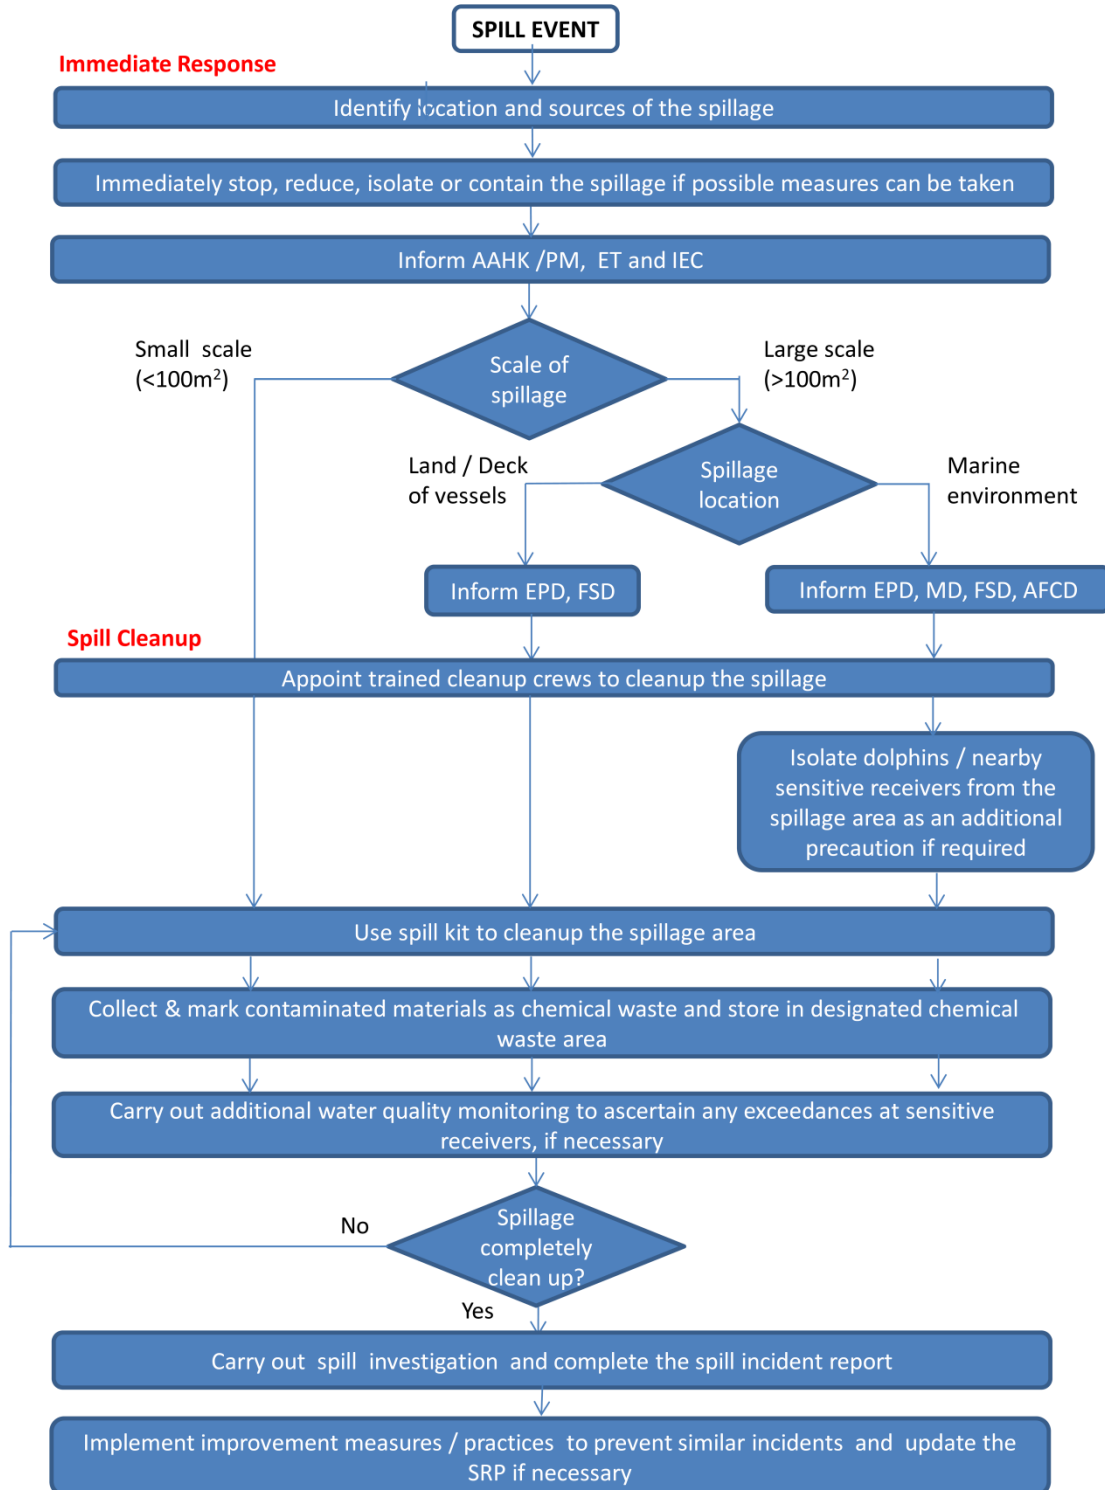 SPILL EVENT
Immediate Response
Identify location and sources of the spillage
Immediately stop, reduce, isolate or contain the spillage if possible measures can be taken
Inform AAHK /PM, ET and IEC
Small scale
(<100m²)
Scale of
spillage
Large scale
(>100m²)
Land / Deck
of vessels
Spillage
location
Marine
environment
Inform EPD, FSD
Inform EPD, MD, FSD, AFCD
Spill Cleanup
Appoint trained cleanup crews to cleanup the spillage
Isolate dolphins / nearby
sensitive receivers from the
spillage area as an additional
precaution if required
Use spill kit to cleanup the spillage area
Collect & mark contaminated materials as chemical waste and store in designated chemical
waste area
Carry out additional water quality monitoring to ascertain any exceedances at sensitive
receivers, if necessary
No
Spillage
completely
clean up?
Yes
Carry out spill investigation and complete the spill incident report
Implement improvement measures / practices to prevent similar incidents and update the
SRP if necessary